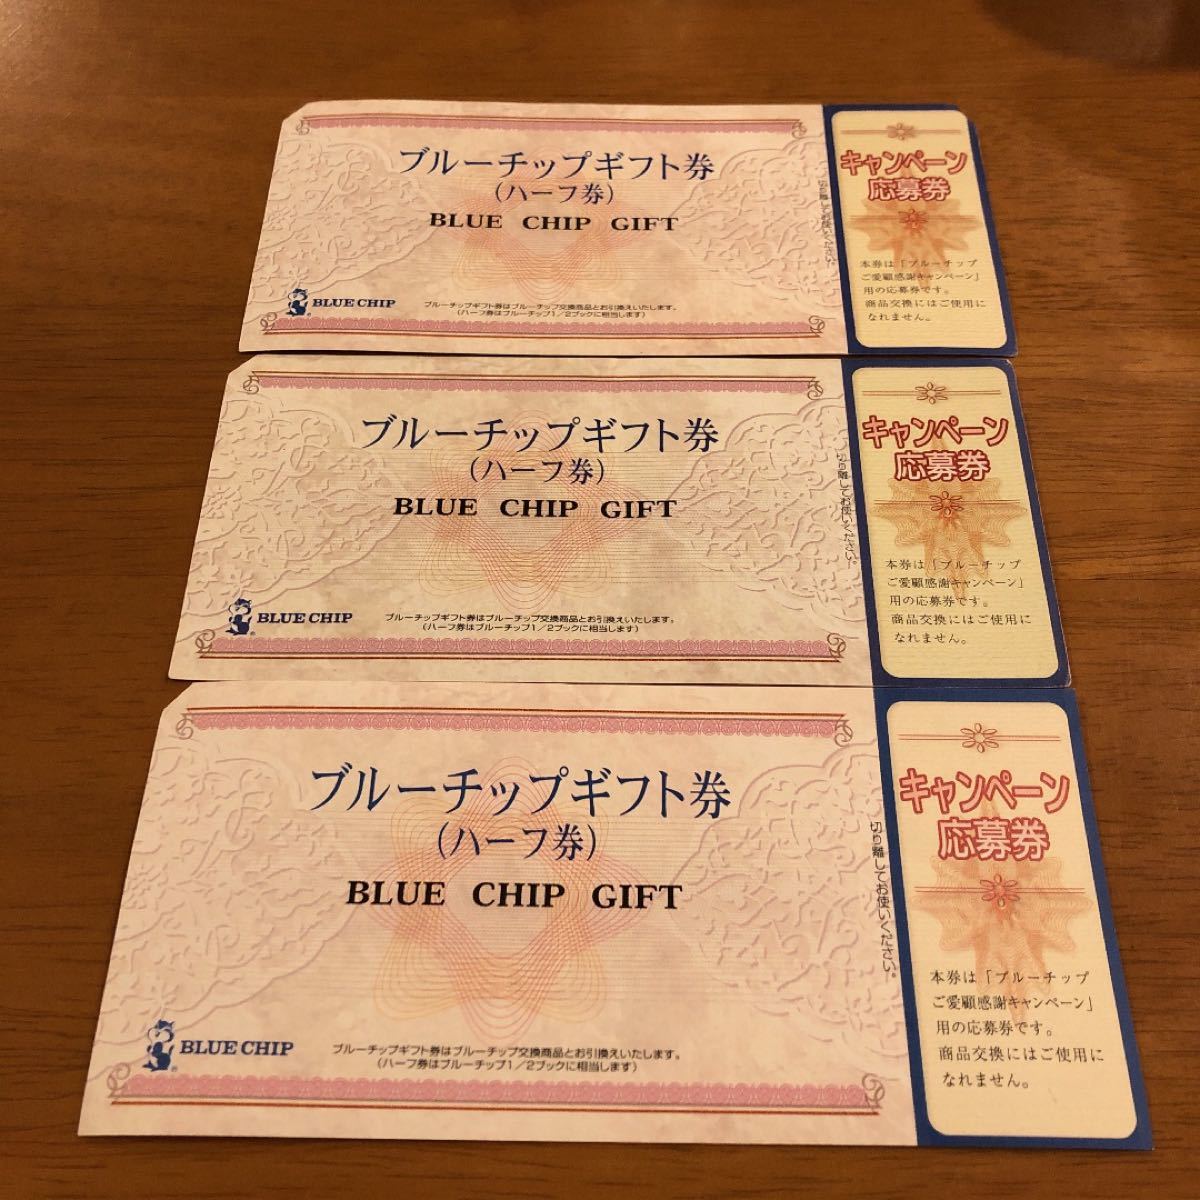 ブルーチップギフト券
(ハーフ券)
BLUE CHIP GIFT
BLUE CHIP
ブルーチップギフト券はブルーチップ交換商品とお引換えいたします。
(ハーフ券はブルーチップ1/2ブックに相当します)
切り離してお使いください。
キャンペーン
応募券
本券は「ブルーチップ
ご愛顧感謝キャンペーン」
用の応募券です。
商品交換にはご使用に
なれません。
ブルーチップギフト券
(ハーフ券)
BLUE CHIP GIFT
BLUE CHIP
ブルーチップギフト券はブルーチップ交換商品とお引換えいたします。
(ハーフ券はブルーチップ1/2ブックに相当します)
切り離してお使いください。
キャンペーン
応募券
本券は「ブルーチップ
ご愛顧感謝キャンペーン」
用の応募券です。
商品交換にはご使用に
なれません。
ブルーチップギフト券
(ハーフ券)
BLUE CHIP GIFT
BLUE CHIP
ブルーチップギフト券はブルーチップ交換商品とお引換えいたします。
(ハーフ券はブルーチップ1/2ブックに相当します)
切り離してお使いください。
キャンペーン
応募券
本券は「ブルーチップ
ご愛顧感謝キャンペーン」
用の応募券です。
商品交換にはご使用に
なれません。